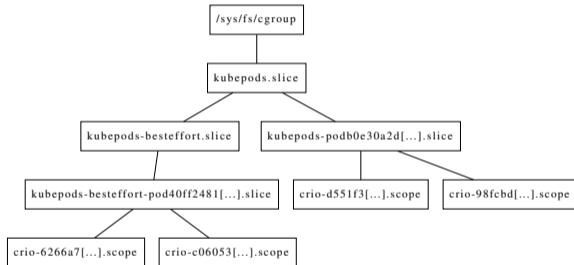 /sys/fs/cgroup
kubepods.slice
kubepods-besteffort.slice
kubepods-podb0e30a2d[...].slice
kubepods-besteffort-pod40ff2481[...].slice
crio-d551f3[...].scope
crio-98fcbd[...].scope
crio-6266a7[...].scope
crio-c06053[...].scope